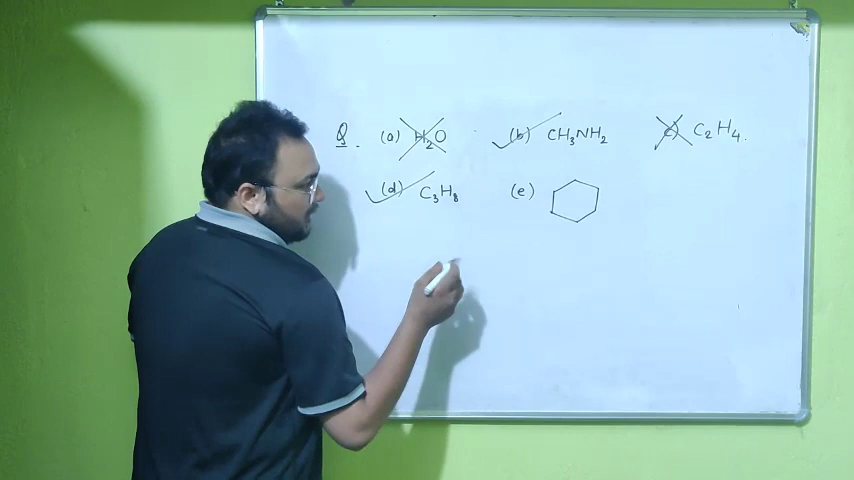 Q. (a) H₂O (b) CH₃NH₂ (c) C₂H₄.
(d) C₃H₈ (e)